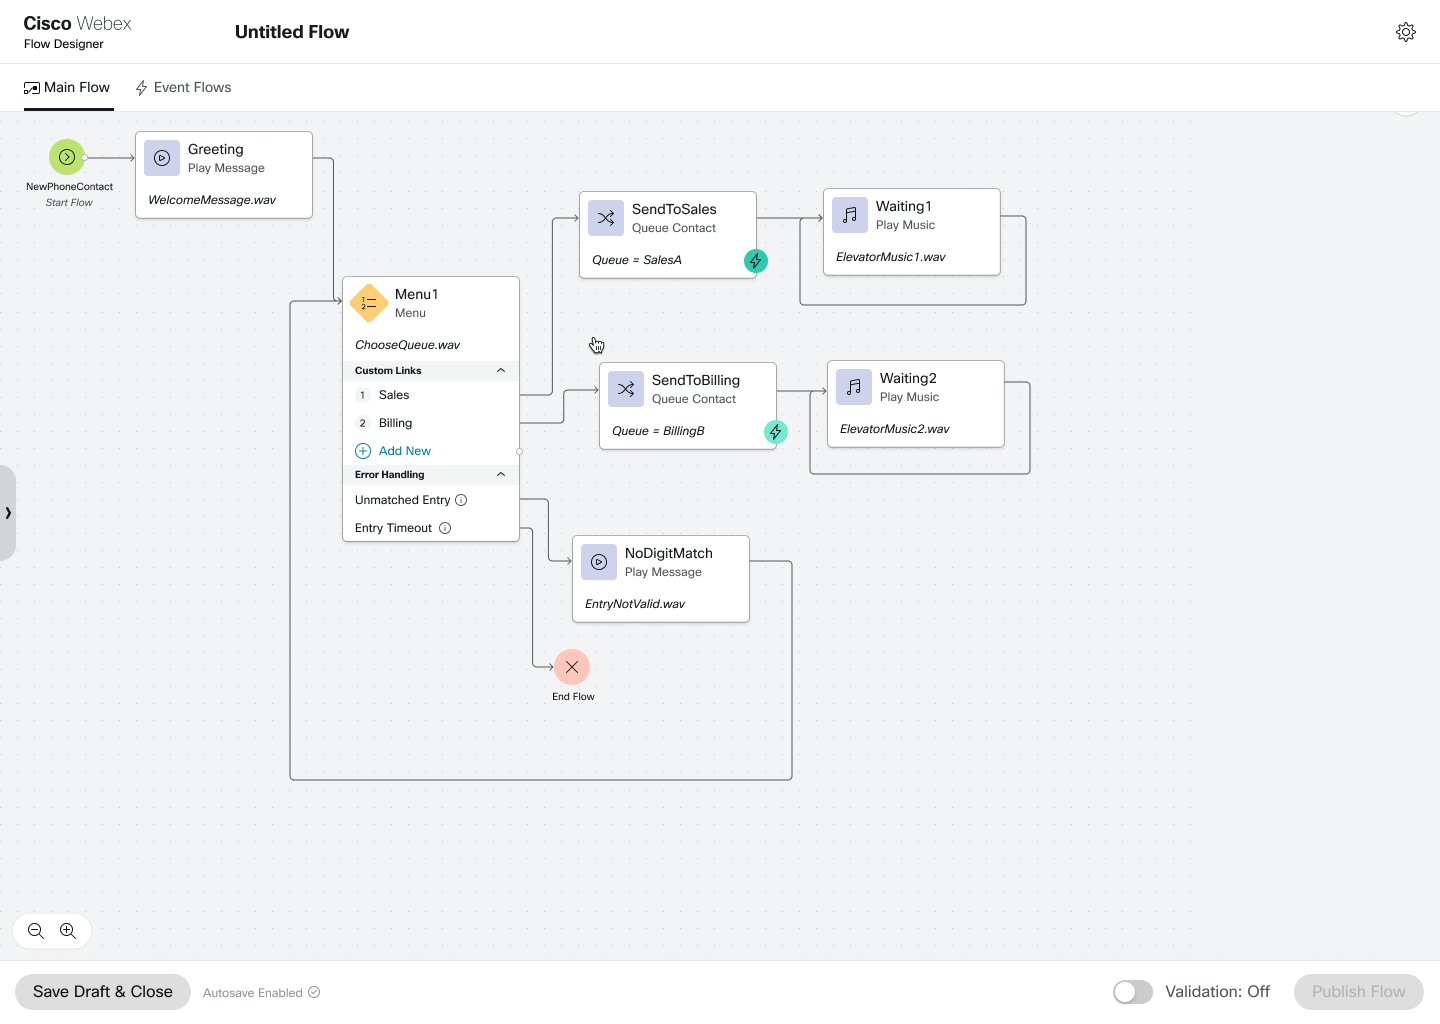 Cisco Webex
Flow Designer
Untitled Flow
Main Flow
Event Flows
NewPhoneContact
Start Flow
Greeting
Play Message
WelcomeMessage.wav
Menu1
Menu
ChooseQueue.wav
Custom Links
1 Sales
2 Billing
Add New
Error Handling
Unmatched Entry
Entry Timeout
SendToSales
Queue Contact
Queue = SalesA
Waiting1
Play Music
ElevatorMusic1.wav
SendToBilling
Queue Contact
Queue = BillingB
Waiting2
Play Music
ElevatorMusic2.wav
NoDigitMatch
Play Message
EntryNotValid.wav
End Flow
Save Draft & Close
Autosave Enabled
Validation: Off
Publish Flow